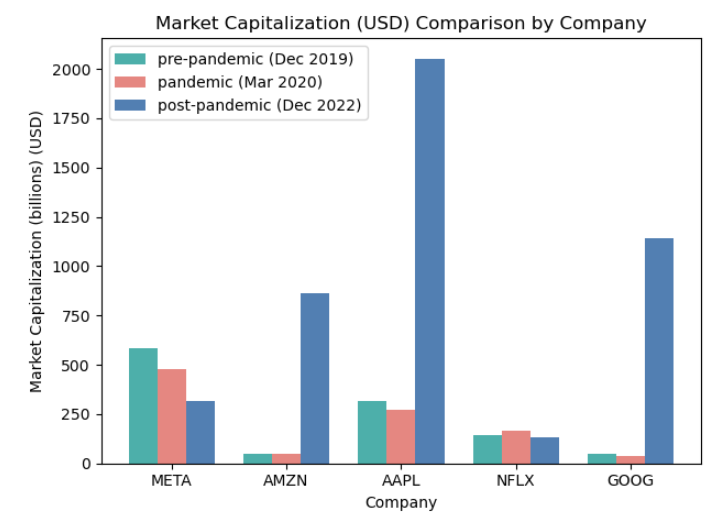 Market Capitalization (USD) Comparison by Company
pre-pandemic (Dec 2019)
pandemic (Mar 2020)
post-pandemic (Dec 2022)
Market Capitalization (billions) (USD)
2000
1750
1500
1250
1000
750
500
250
0
META AMZN AAPL NFLX GOOG
Company